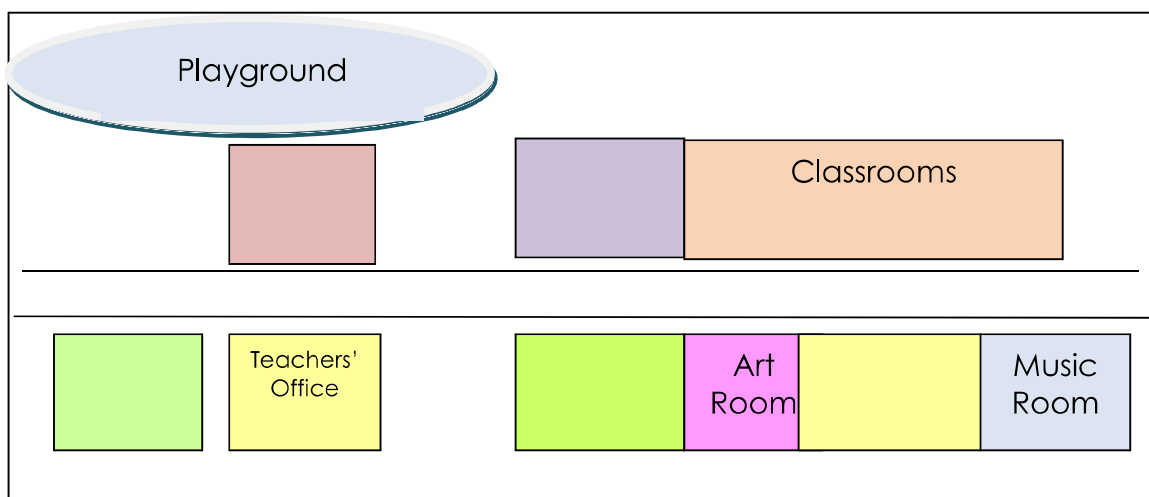 Playground
Classrooms
Teachers’
Office
Art
Room
Music
Room